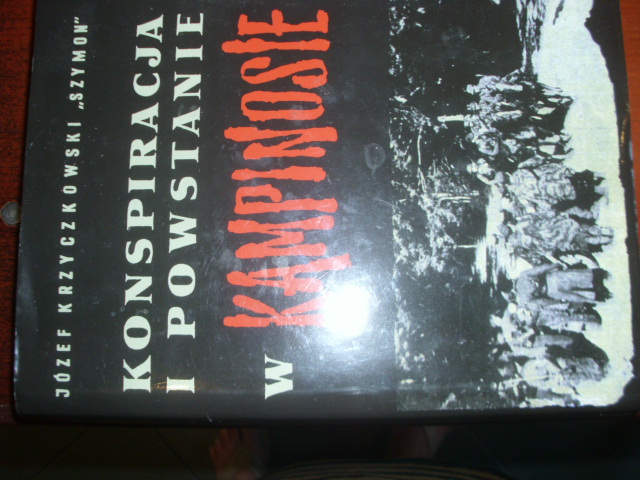 JÓZEF KRZYCZKOWSKI „SZYMON"
KONSPIRACJA
I POWSTANIE
W KAMPINOSIE